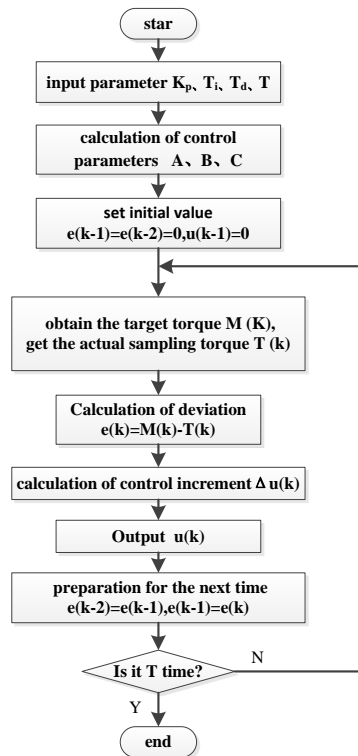 star
input parameter Kp、Ti、Td、T
calculation of control
parameters A、B、C
set initial value
e(k-1)=e(k-2)=0,u(k-1)=0
obtain the target torque M (K),
get the actual sampling torque T (k)
Calculation of deviation
e(k)=M(k)-T(k)
calculation of control increment Δ u(k)
Output u(k)
preparation for the next time
e(k-2)=e(k-1),e(k-1)=e(k)
Is it T time?
N
Y
end